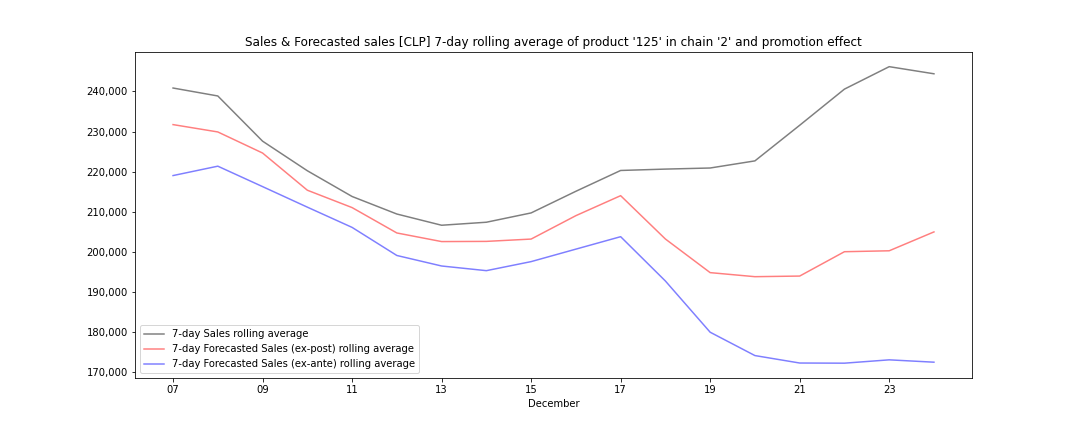 Sales & Forecasted sales [CLP] 7-day rolling average of product '125' in chain '2' and promotion effect
240,000
230,000
220,000
210,000
200,000
190,000
180,000
170,000
7-day Sales rolling average
7-day Forecasted Sales (ex-post) rolling average
7-day Forecasted Sales (ex-ante) rolling average
07 09 11 13 15 17 19 21 23
December